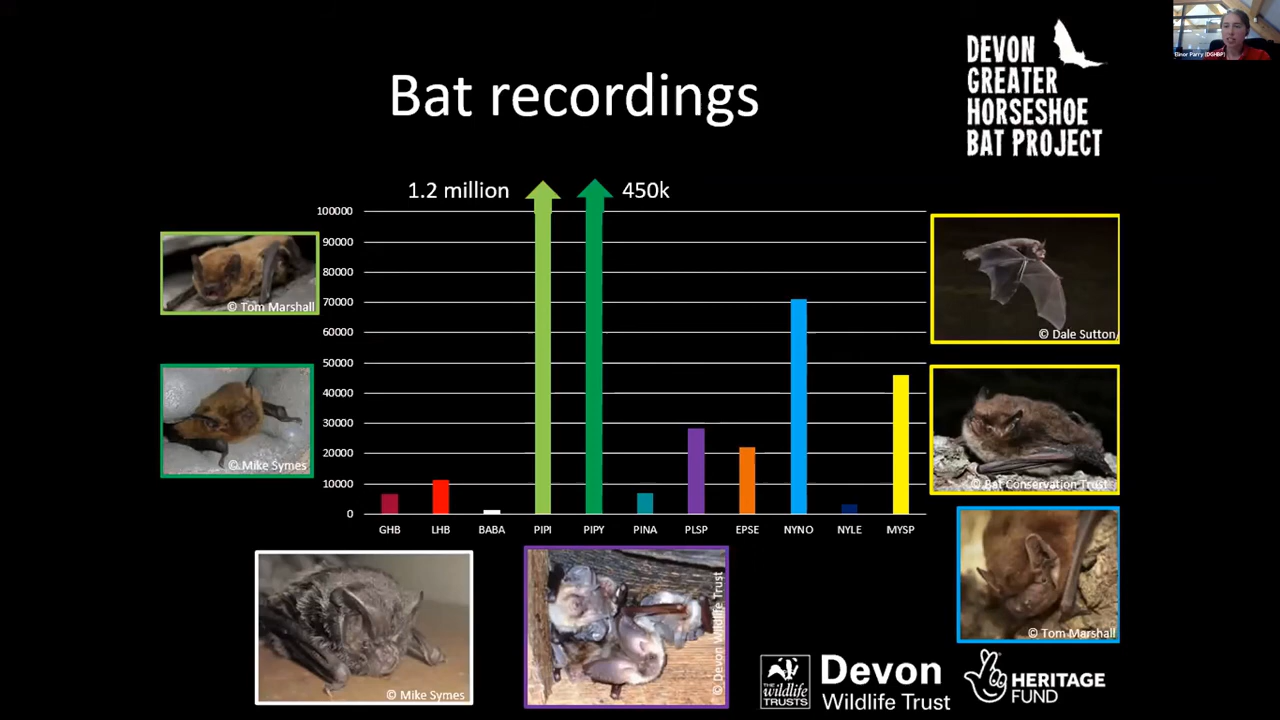 Bat recordings
DEVON
GREATER
HORSESHOE
BAT PROJECT
Elinor Parry (DGHBP)
1.2 million
450k
100000
90000
80000
70000
60000
50000
40000
30000
20000
10000
0
GHB
LHB
BABA
PIPI
PIPY
PINA
PLSP
EPSE
NYNO
NYLE
MYSP
© Tom Marshall
© Mike Symes
© Dale Sutton
© Bat Conservation Trust
© Tom Marshall
© Mike Symes
© Devon Wildlife Trust
THE
wildlife
TRUSTS
Devon
Wildlife Trust
HERITAGE
FUND